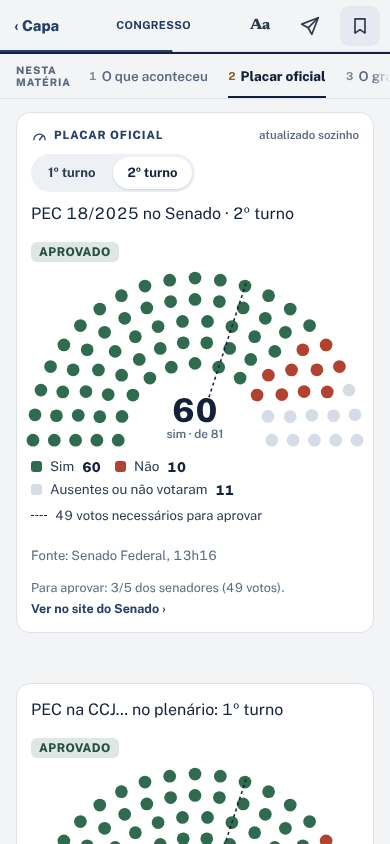 ‹ Capa
CONGRESSO
Aa
NESTA
MATÉRIA
1 O que aconteceu
2 Placar oficial
3 O gra
PLACAR OFICIAL
atualizado sozinho
1º turno
2º turno
PEC 18/2025 no Senado · 2º turno
APROVADO
60
sim · de 81
Sim 60
Não 10
Ausentes ou não votaram 11
49 votos necessários para aprovar
Fonte: Senado Federal, 13h16
Para aprovar: 3/5 dos senadores (49 votos).
Ver no site do Senado ›
PEC na CCJ... no plenário: 1º turno
APROVADO